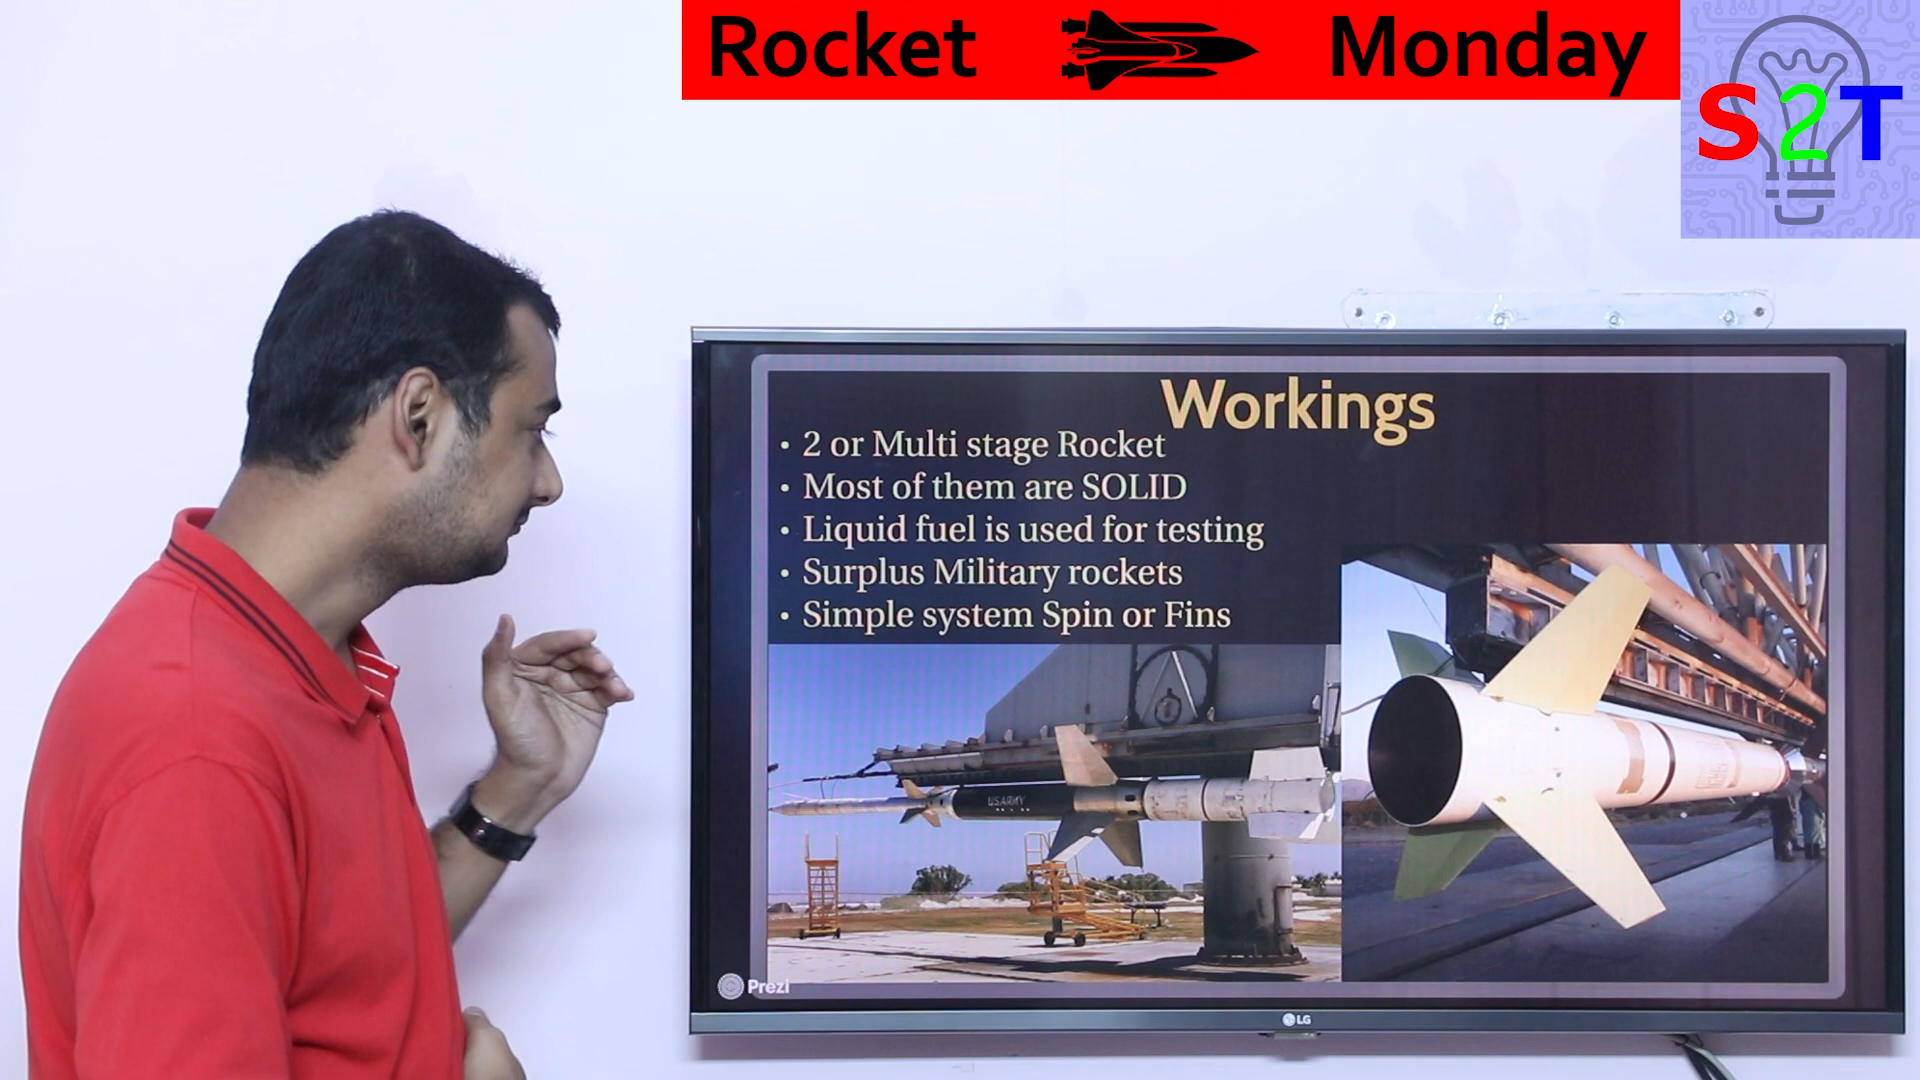 Rocket Monday
S2T
Workings
• 2 or Multi stage Rocket
• Most of them are SOLID
• Liquid fuel is used for testing
• Surplus Military rockets
• Simple system Spin or Fins
US ARMY
Prezi
LG